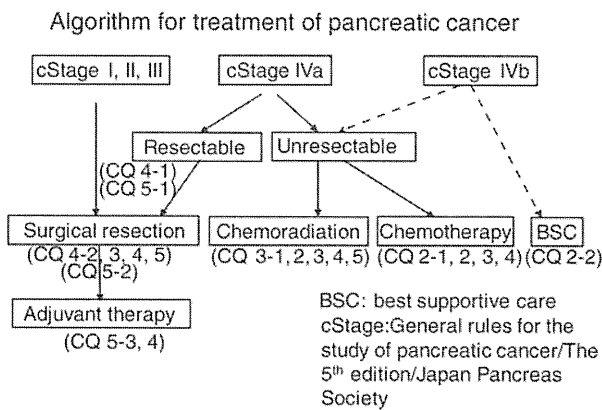 Algorithm for treatment of pancreatic cancer
cStage I, II, III
cStage IVa
cStage IVb
Resectable
Unresectable
(CQ 4-1)
(CQ 5-1)
Surgical resection
Chemoradiation
Chemotherapy
BSC
(CQ 4-2, 3, 4, 5)
(CQ 3-1, 2, 3, 4, 5)
(CQ 2-1, 2, 3, 4)
(CQ 2-2)
(CQ 5-2)
Adjuvant therapy
(CQ 5-3, 4)
BSC: best supportive care
cStage:General rules for the
study of pancreatic cancer/The
5th edition/Japan Pancreas
Society